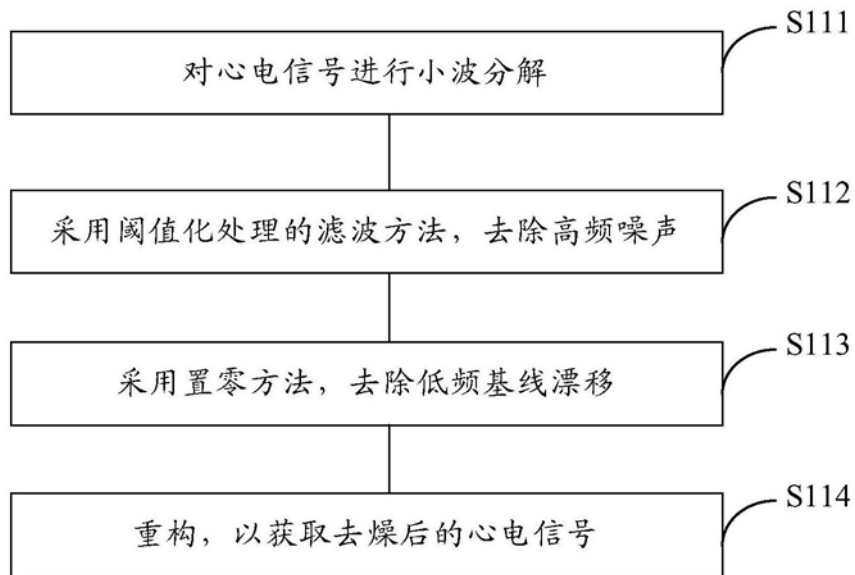 S111
对心电信号进行小波分解
S112
采用阈值化处理的滤波方法，去除高频噪声
S113
采用置零方法，去除低频基线漂移
S114
重构，以获取去燥后的心电信号